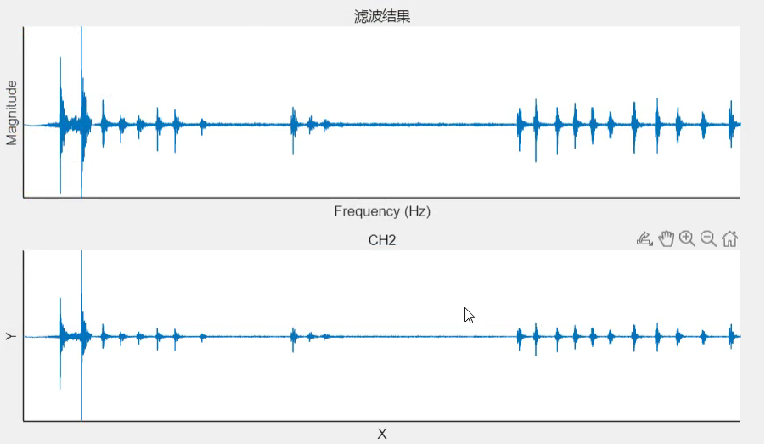 滤波结果
Magnitude
Frequency (Hz)
CH2
Y
X